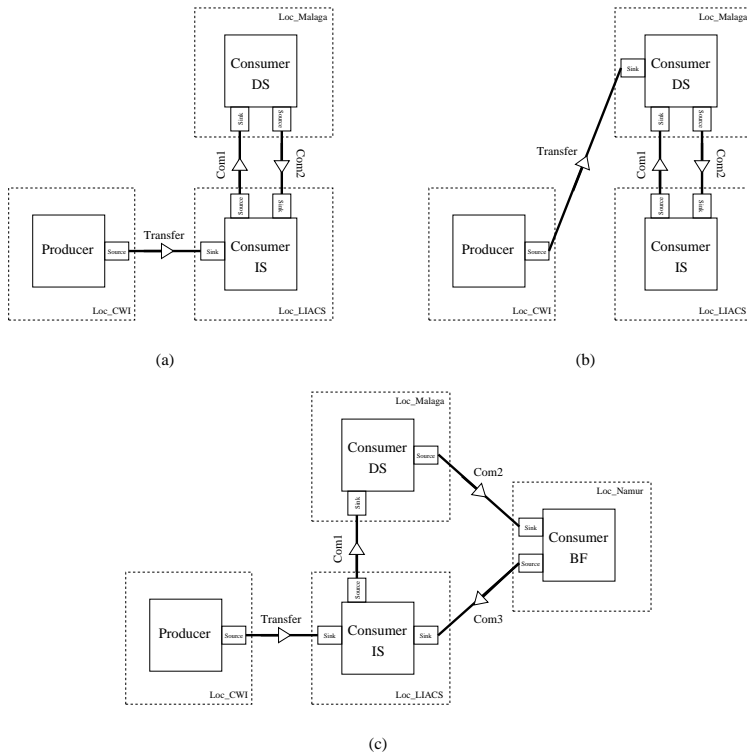 Loc_Malaga
Consumer
DS
Sink
Source
Com1
Com2
Source
Sink
Producer
Source
Transfer
Sink
Consumer
IS
Loc_CWI
Loc_LIACS
(a)
Loc_Malaga
Sink
Consumer
DS
Sink
Source
Transfer
Com1
Com2
Source
Sink
Producer
Source
Consumer
IS
Loc_CWI
Loc_LIACS
(b)
Loc_Malaga
Consumer
DS
Source
Sink
Com2
Loc_Namur
Sink
Consumer
BF
Source
Com1
Com3
Source
Producer
Source
Transfer
Sink
Consumer
IS
Sink
Loc_CWI
Loc_LIACS
(c)